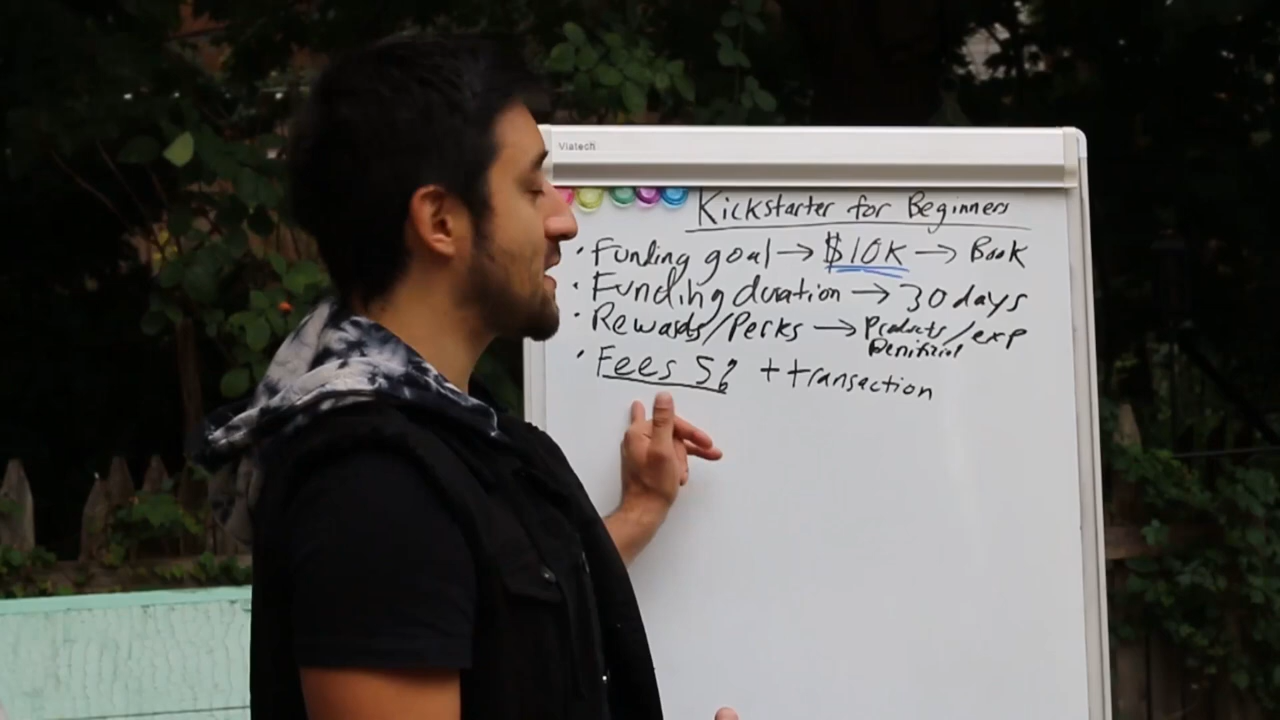 Viatech
Kickstarter for Beginners
• Funding goal → $10K → Book
• Funding duration → 30 days
• Rewards/Perks → Products/exp
Benificial
• Fees 5% + transaction